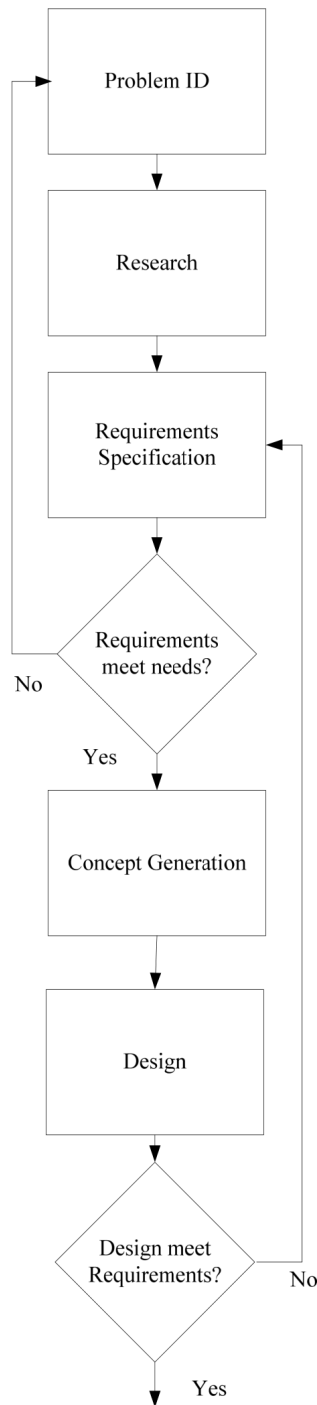 Problem ID
Research
Requirements
Specification
Requirements
meet needs?
No
Yes
Concept Generation
Design
Design meet
Requirements?
No
Yes